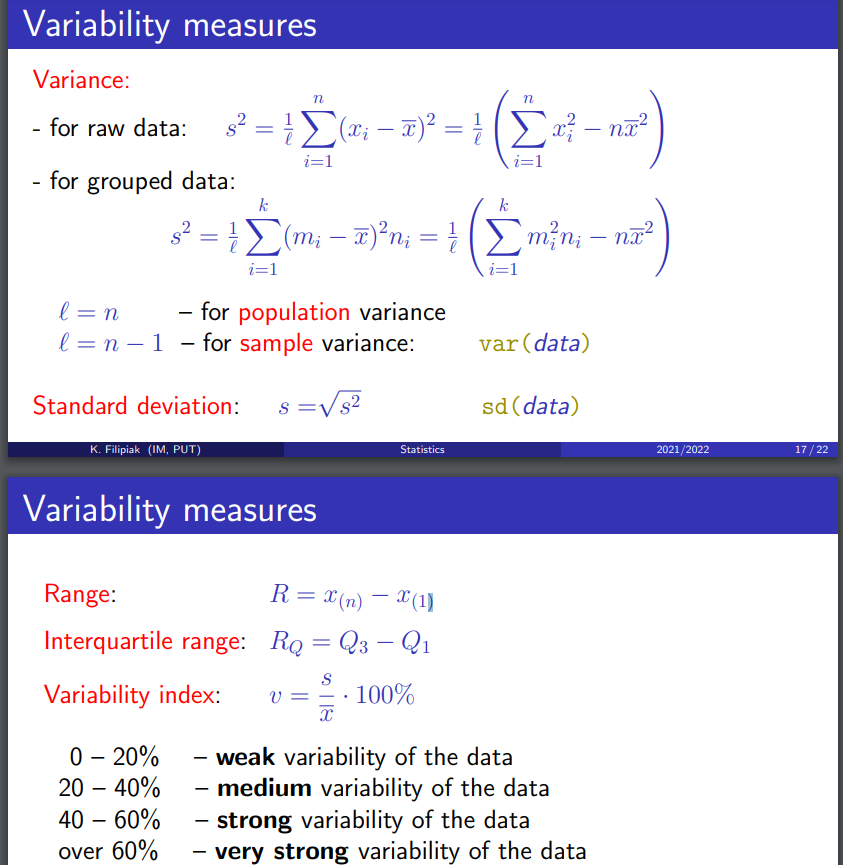 Variability measures
Variance:
- for raw data: s² = 1/ℓ ∑_{i=1}^{n} (x_i − x̅)² = 1/ℓ ( ∑_{i=1}^{n} x_i² − nx̅² )
- for grouped data:
s² = 1/ℓ ∑_{i=1}^{k} (m_i − x̅)² n_i = 1/ℓ ( ∑_{i=1}^{k} m_i² n_i − nx̅² )
ℓ = n – for population variance
ℓ = n − 1 – for sample variance: var(data)
Standard deviation: s = √s² sd(data)
K. Filipiak (IM, PUT) Statistics 2021/2022 17 / 22
Variability measures
Range: R = x_(n) − x_(1)
Interquartile range: R_Q = Q_3 − Q_1
Variability index: v = s/x̅ · 100%
0 – 20% – weak variability of the data
20 – 40% – medium variability of the data
40 – 60% – strong variability of the data
over 60% – very strong variability of the data